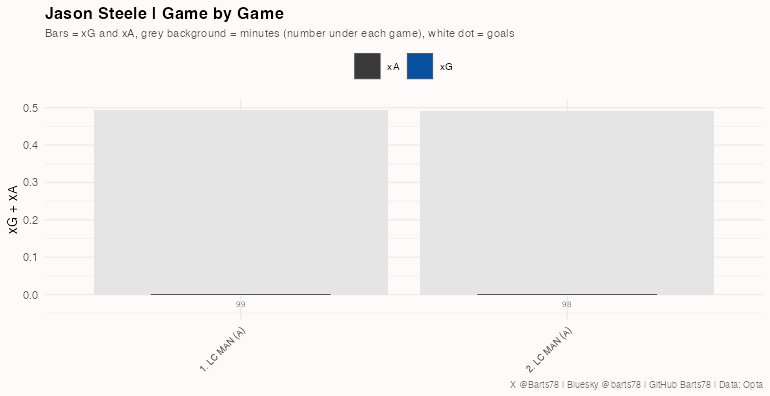 Jason Steele | Game by Game
Bars = xG and xA, grey background = minutes (number under each game), white dot = goals
xA xG
xG + xA
0.5
0.4
0.3
0.2
0.1
0.0
99 98
1. LC MAN (A) 2. LC MAN (A)
X @Barts78 | Bluesky @barts78 | GitHub Barts78 | Data: Opta